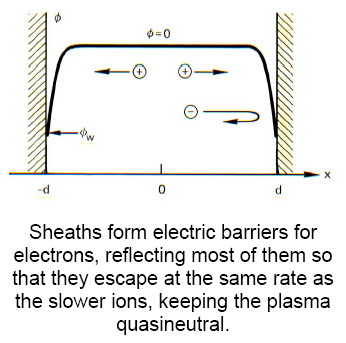 ϕ
ϕ=0
+ +
−
ϕw
x
-d 0 d
Sheaths form electric barriers for
electrons, reflecting most of them so
that they escape at the same rate as
the slower ions, keeping the plasma
quasineutral.